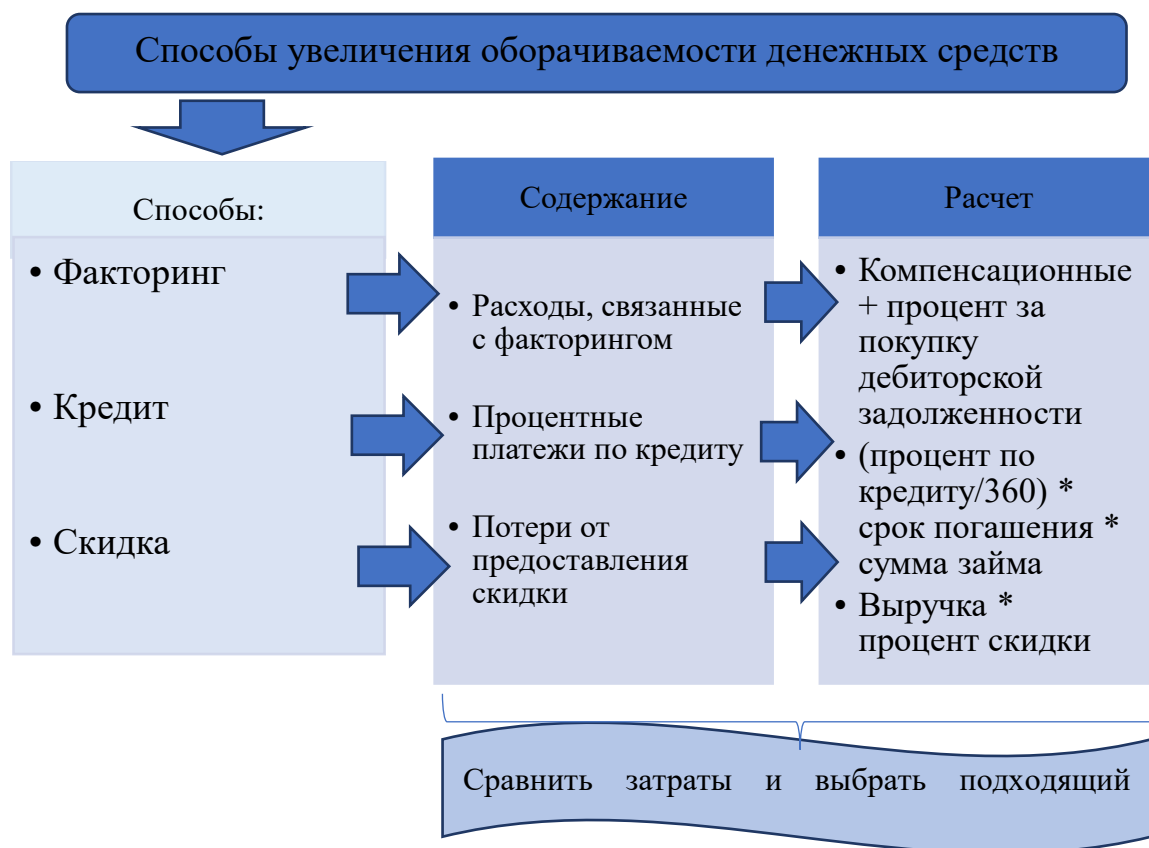 Способы увеличения оборачиваемости денежных средств
Способы:
• Факторинг
• Кредит
• Скидка
Содержание
• Расходы, связанные
с факторингом
• Процентные
платежи по кредиту
• Потери от
предоставления
скидки
Расчет
• Компенсационные
+ процент за
покупку
дебиторской
задолженности
• (процент по
кредиту/360) *
срок погашения *
сумма займа
• Выручка *
процент скидки
Сравнить затраты и выбрать подходящий